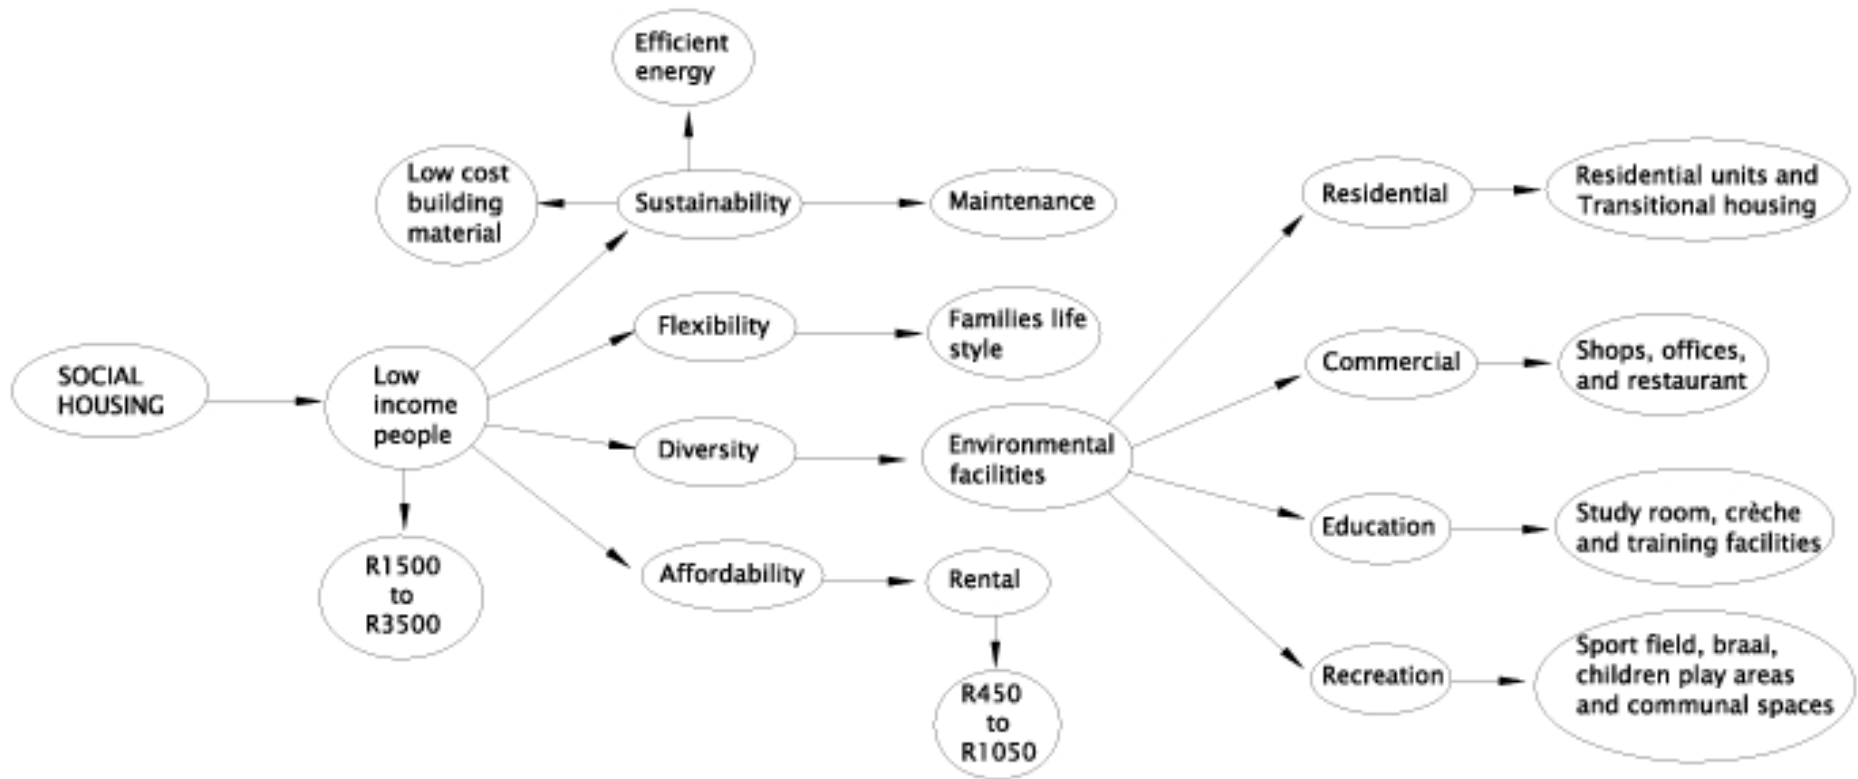 Efficient
energy
Low cost
building
material
Sustainability
Maintenance
Residential
Residential units and
Transitional housing
Flexibility
Families life
style
Commercial
Shops, offices,
and restaurant
SOCIAL
HOUSING
Low
income
people
Diversity
Environmental
facilities
Education
Study room, crèche
and training facilities
R1500
to
R3500
Affordability
Rental
R450
to
R1050
Recreation
Sport field, braai,
children play areas
and communal spaces